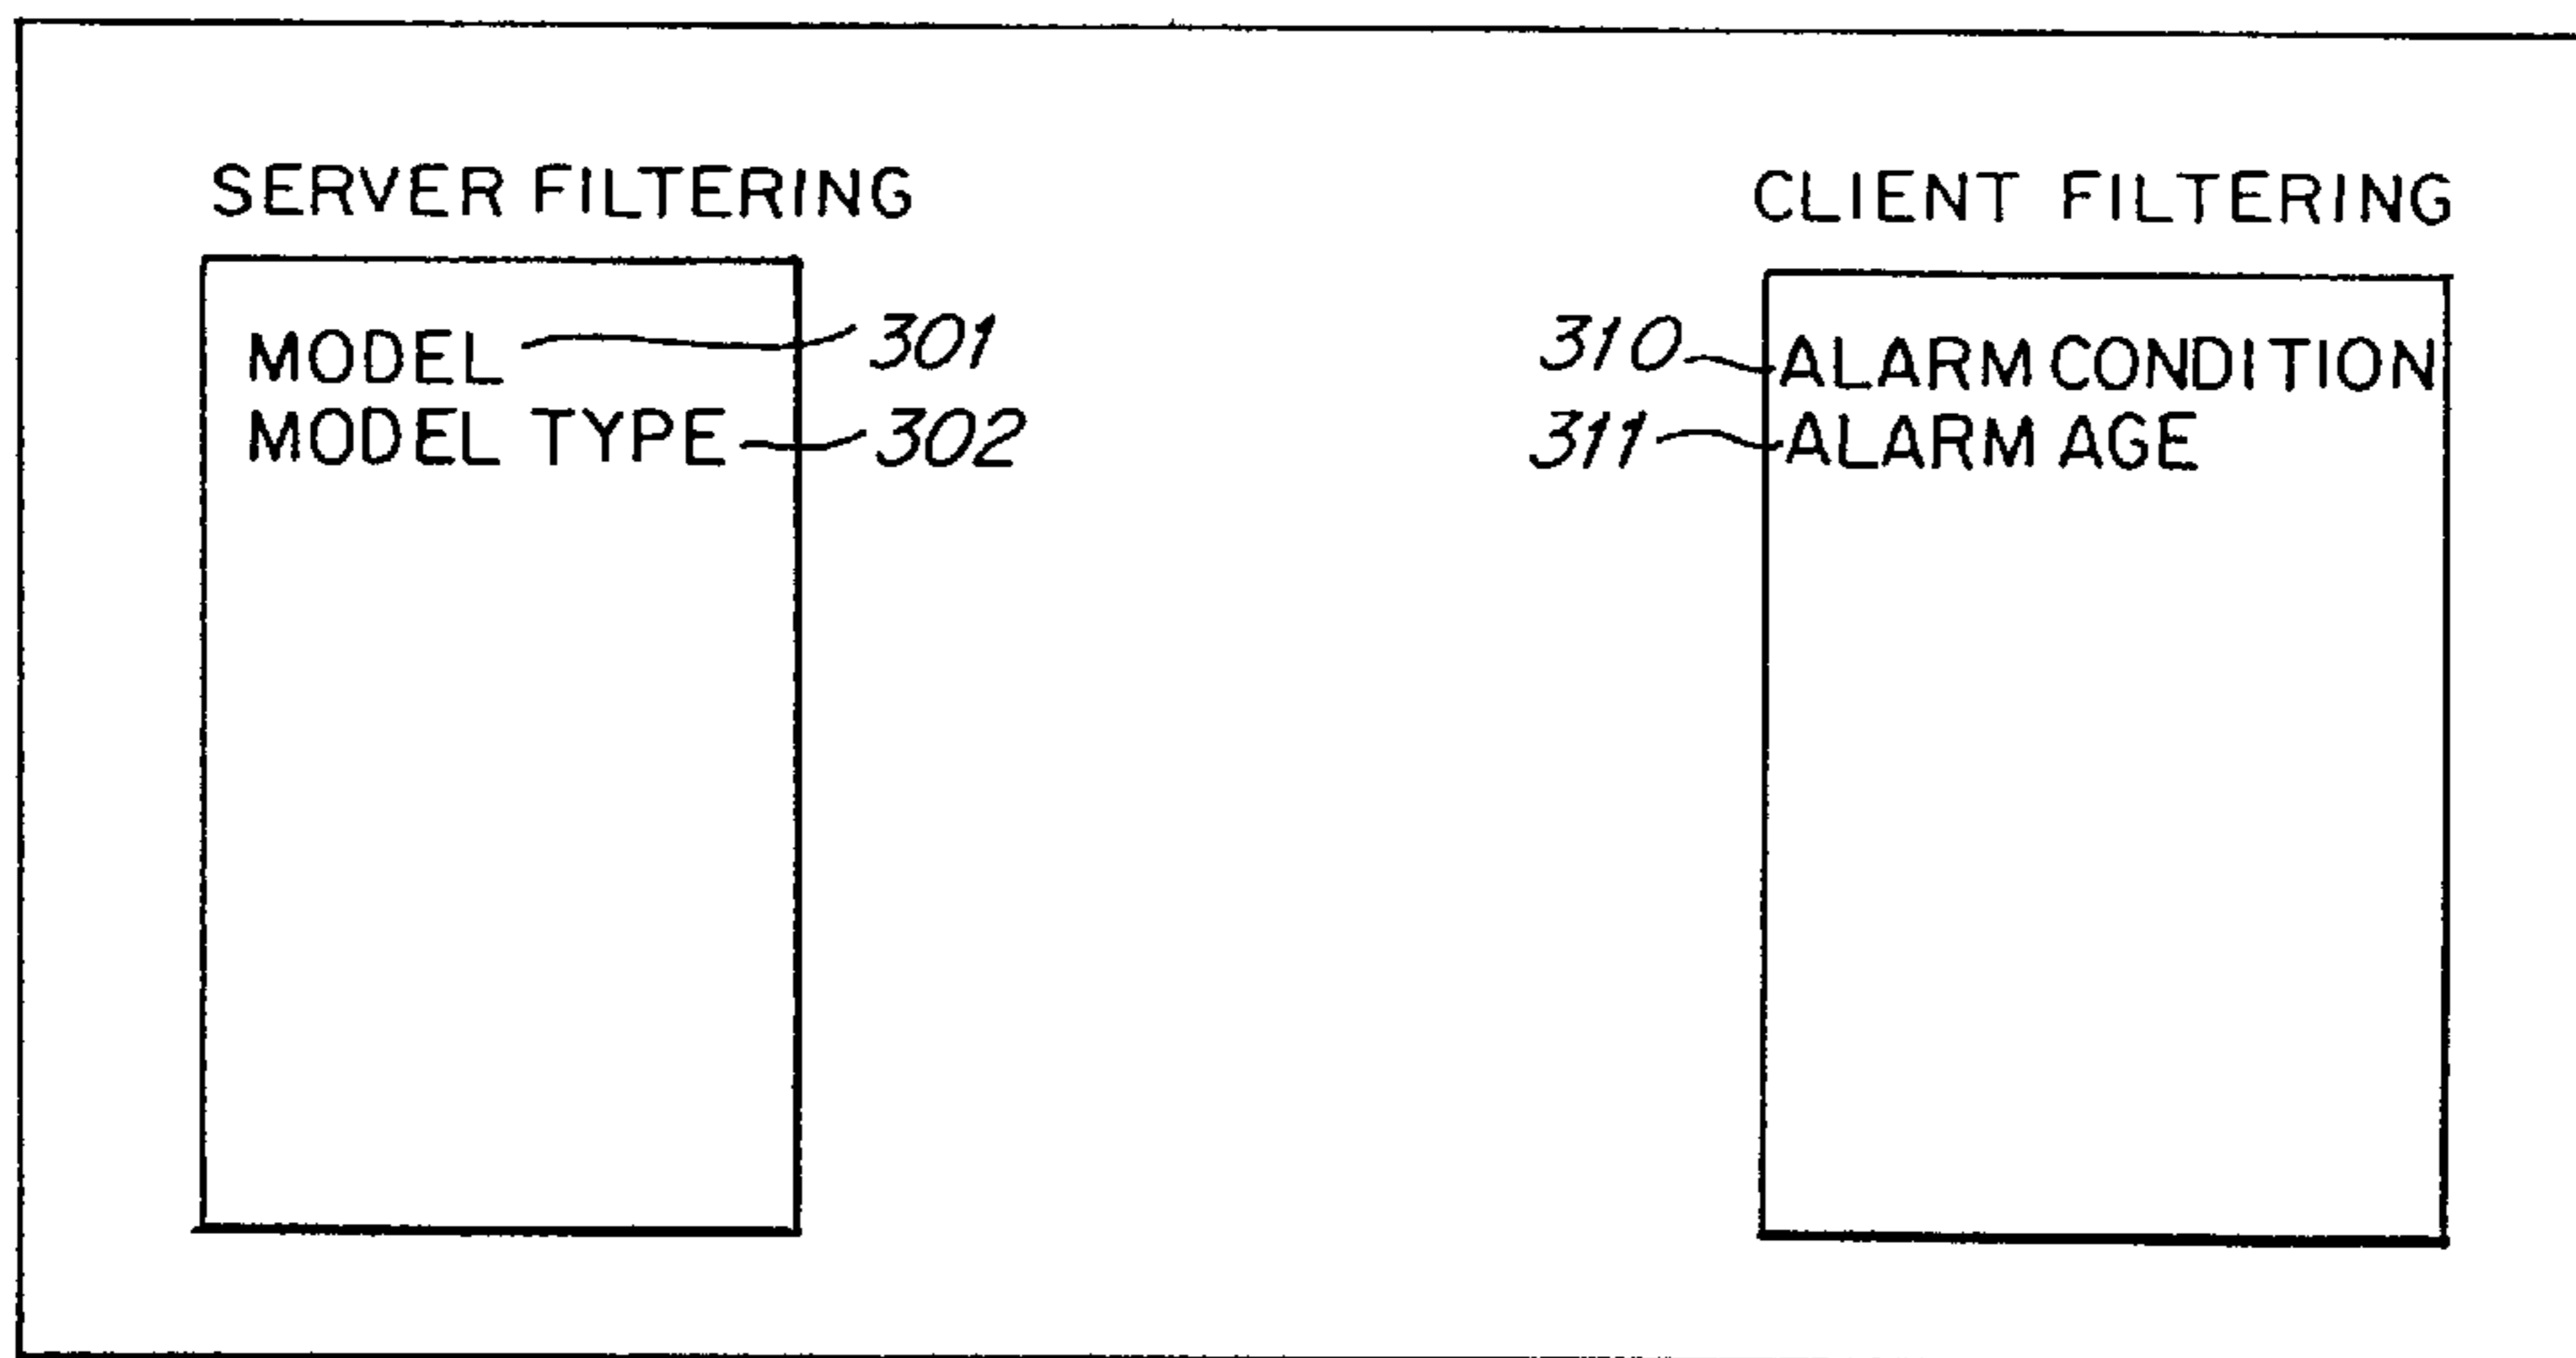 SERVER FILTERING
MODEL 301
MODEL TYPE 302
CLIENT FILTERING
310 ALARM CONDITION
311 ALARM AGE